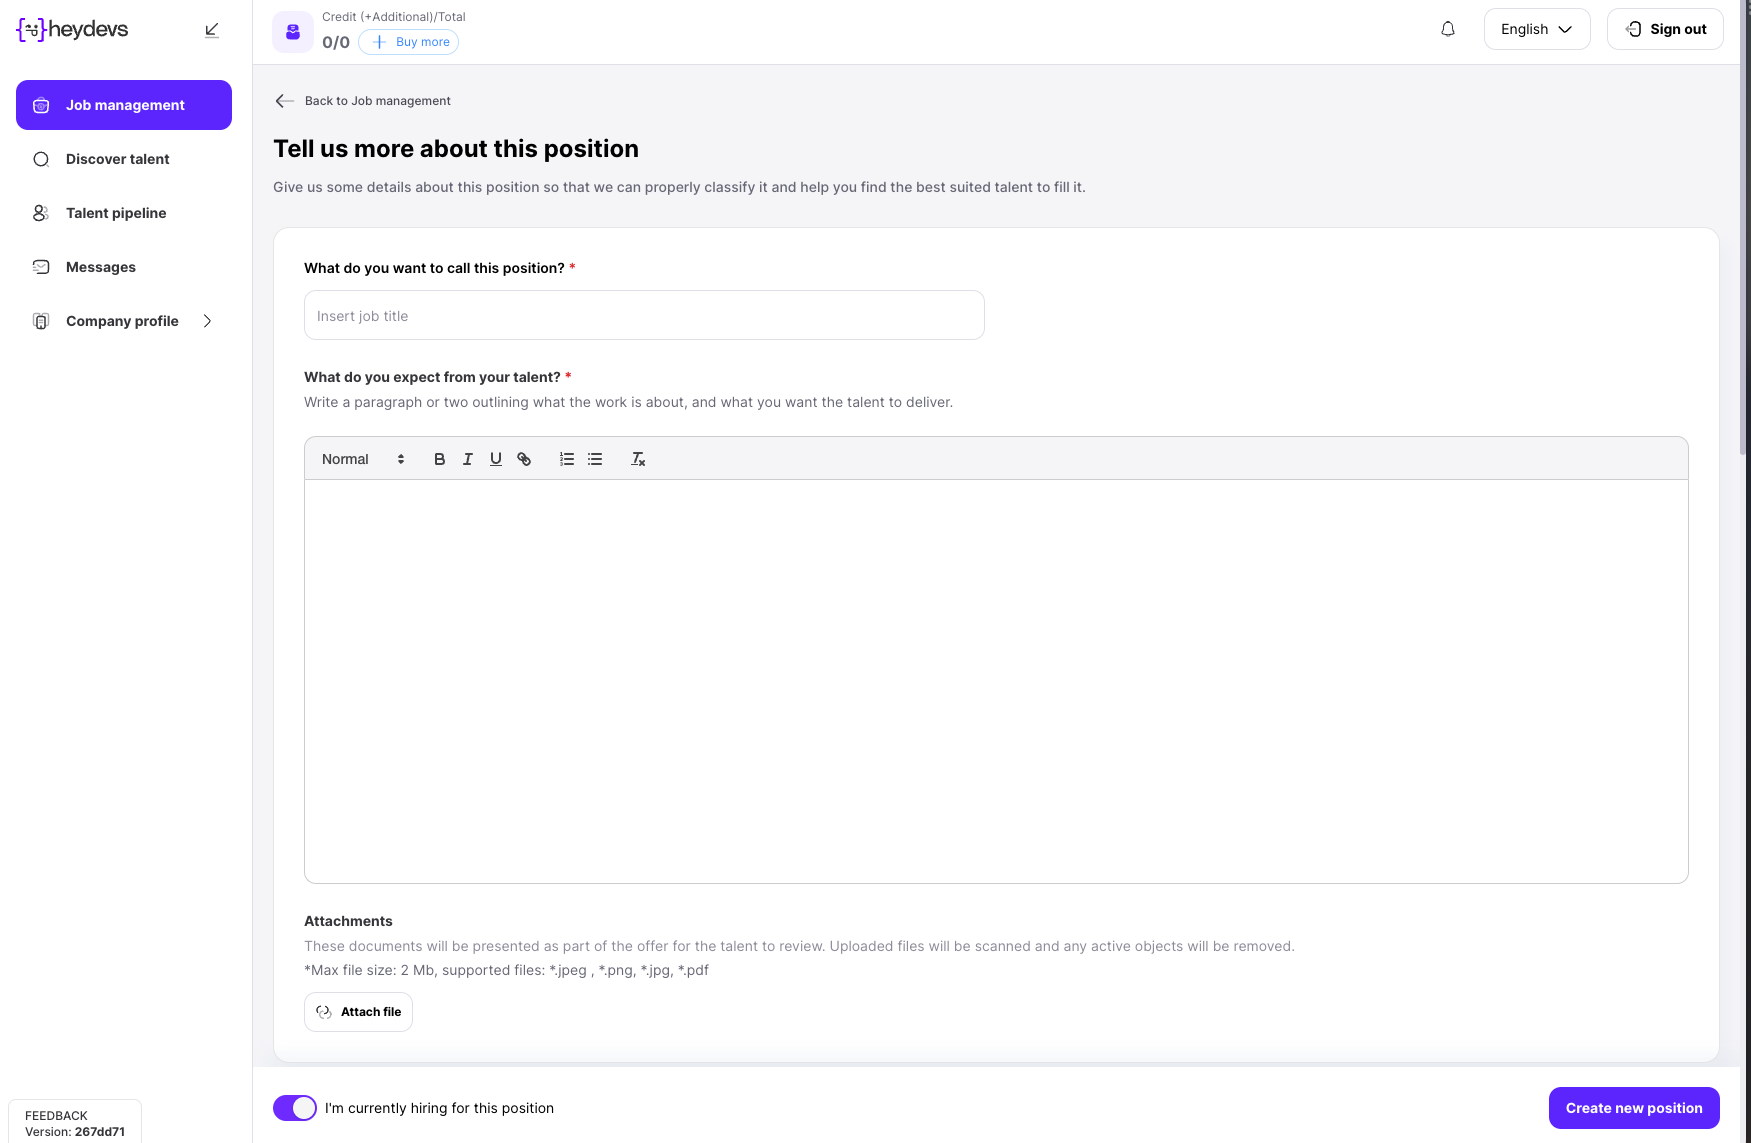 heydevs
Credit (+Additional)/Total
0/0
Buy more
English
Sign out
Job management
Discover talent
Talent pipeline
Messages
Company profile
Back to Job management
Tell us more about this position
Give us some details about this position so that we can properly classify it and help you find the best suited talent to fill it.
What do you want to call this position? *
Insert job title
What do you expect from your talent? *
Write a paragraph or two outlining what the work is about, and what you want the talent to deliver.
Normal
Attachments
These documents will be presented as part of the offer for the talent to review. Uploaded files will be scanned and any active objects will be removed.
*Max file size: 2 Mb, supported files: *.jpeg , *.png, *.jpg, *.pdf
Attach file
I'm currently hiring for this position
Create new position
FEEDBACK
Version: 267dd71